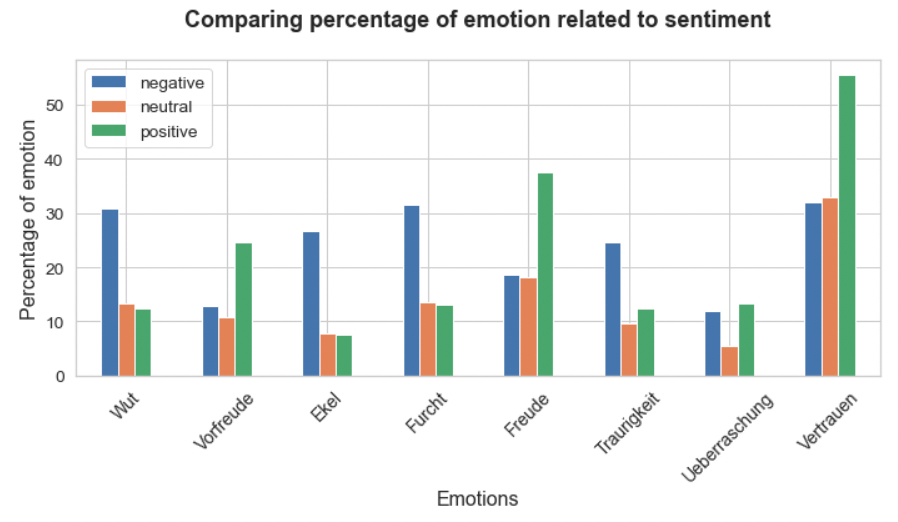 Comparing percentage of emotion related to sentiment
negative
neutral
positive
Percentage of emotion
50
40
30
20
10
0
Wut
Vorfreude
Ekel
Furcht
Freude
Traurigkeit
Ueberraschung
Vertrauen
Emotions